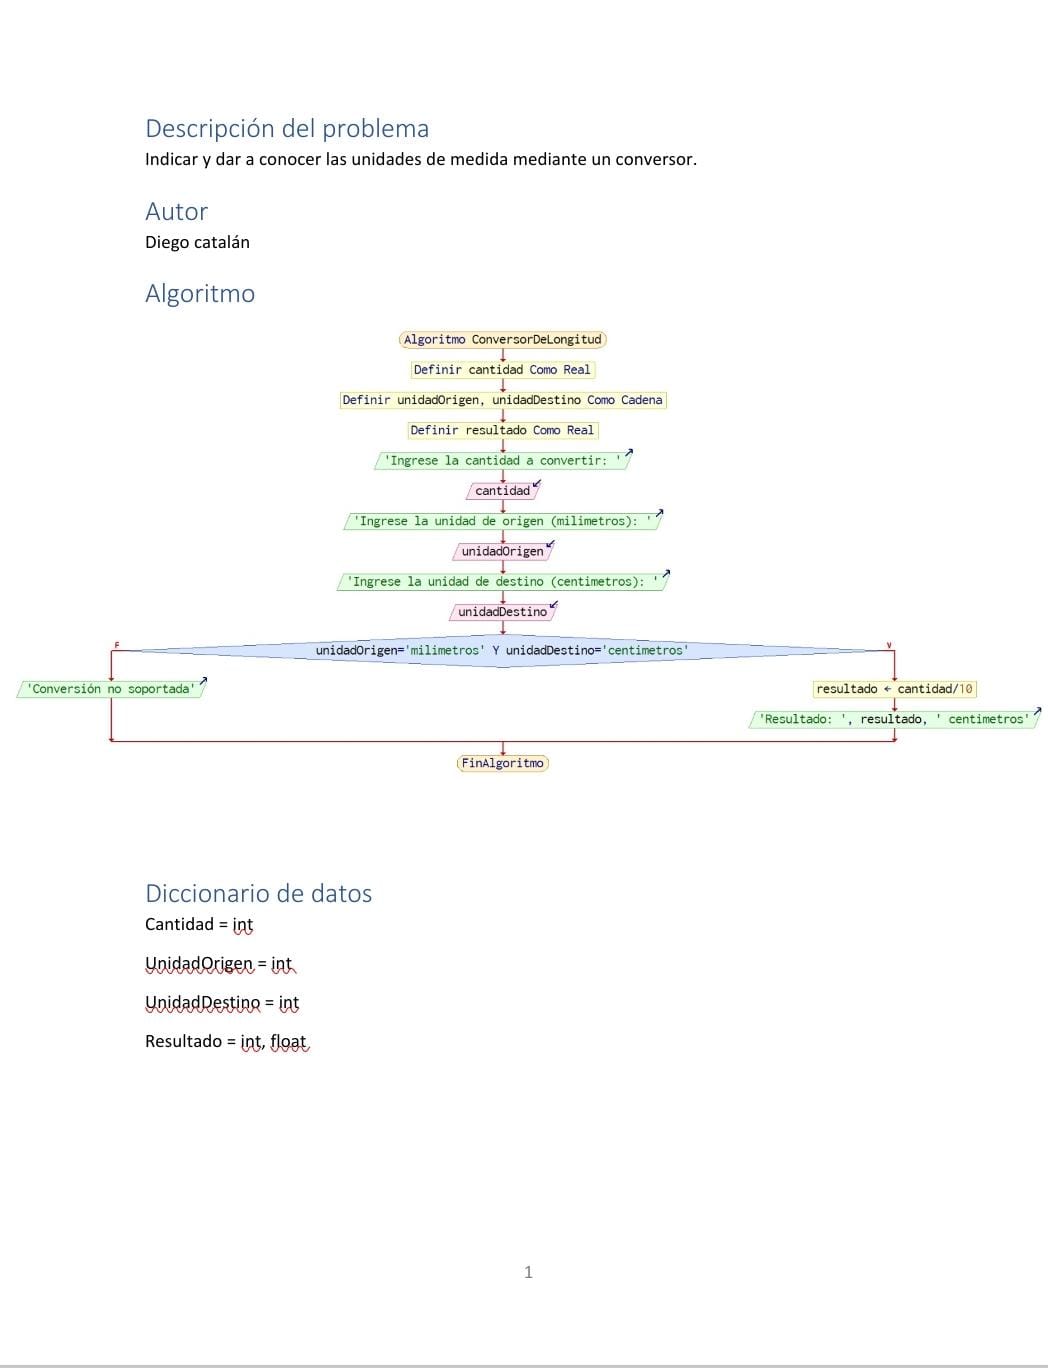 Descripción del problema
Indicar y dar a conocer las unidades de medida mediante un conversor.
Autor
Diego catalán
Algoritmo
Algoritmo ConversorDeLongitud
Definir cantidad Como Real
Definir unidadOrigen, unidadDestino Como Cadena
Definir resultado Como Real
'Ingrese la cantidad a convertir: '
cantidad
'Ingrese la unidad de origen (milimetros): '
unidadOrigen
'Ingrese la unidad de destino (centimetros): '
unidadDestino
F
V
unidadOrigen='milimetros' Y unidadDestino='centimetros'
'Conversión no soportada'
resultado ← cantidad/10
'Resultado: ', resultado, ' centimetros'
FinAlgoritmo
Diccionario de datos
Cantidad = int
UnidadOrigen = int
UnidadDestino = int
Resultado = int, float
1